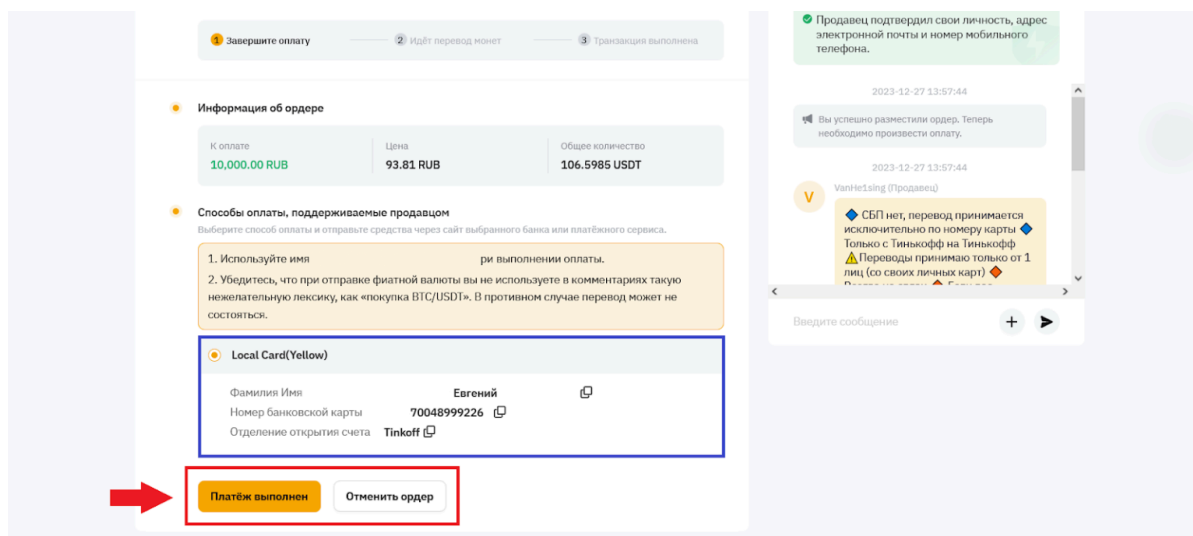 1 Завершите оплату
2 Идёт перевод монет
3 Транзакция выполнена
Информация об ордере
К оплате
Цена
Общее количество
10,000.00 RUB
93.81 RUB
106.5985 USDT
Способы оплаты, поддерживаемые продавцом
Выберите способ оплаты и отправьте средства через сайт выбранного банка или платёжного сервиса.
1. Используйте имя ри выполнении оплаты.
2. Убедитесь, что при отправке фиатной валюты вы не используете в комментариях такую
нежелательную лексику, как «покупка BTC/USDT». В противном случае перевод может не
состояться.
Local Card(Yellow)
Фамилия Имя Евгений
Номер банковской карты 70048999226
Отделение открытия счета Tinkoff
Платёж выполнен
Отменить ордер
Продавец подтвердил свои личность, адрес
электронной почты и номер мобильного
телефона.
2023-12-27 13:57:44
Вы успешно разместили ордер. Теперь
необходимо произвести оплату.
2023-12-27 13:57:44
V
VanHe1sing (Продавец)
СБП нет, перевод принимается
исключительно по номеру карты
Только с Тинькофф на Тинькофф
Переводы принимаю только от 1
лиц (со своих личных карт)
Введите сообщение